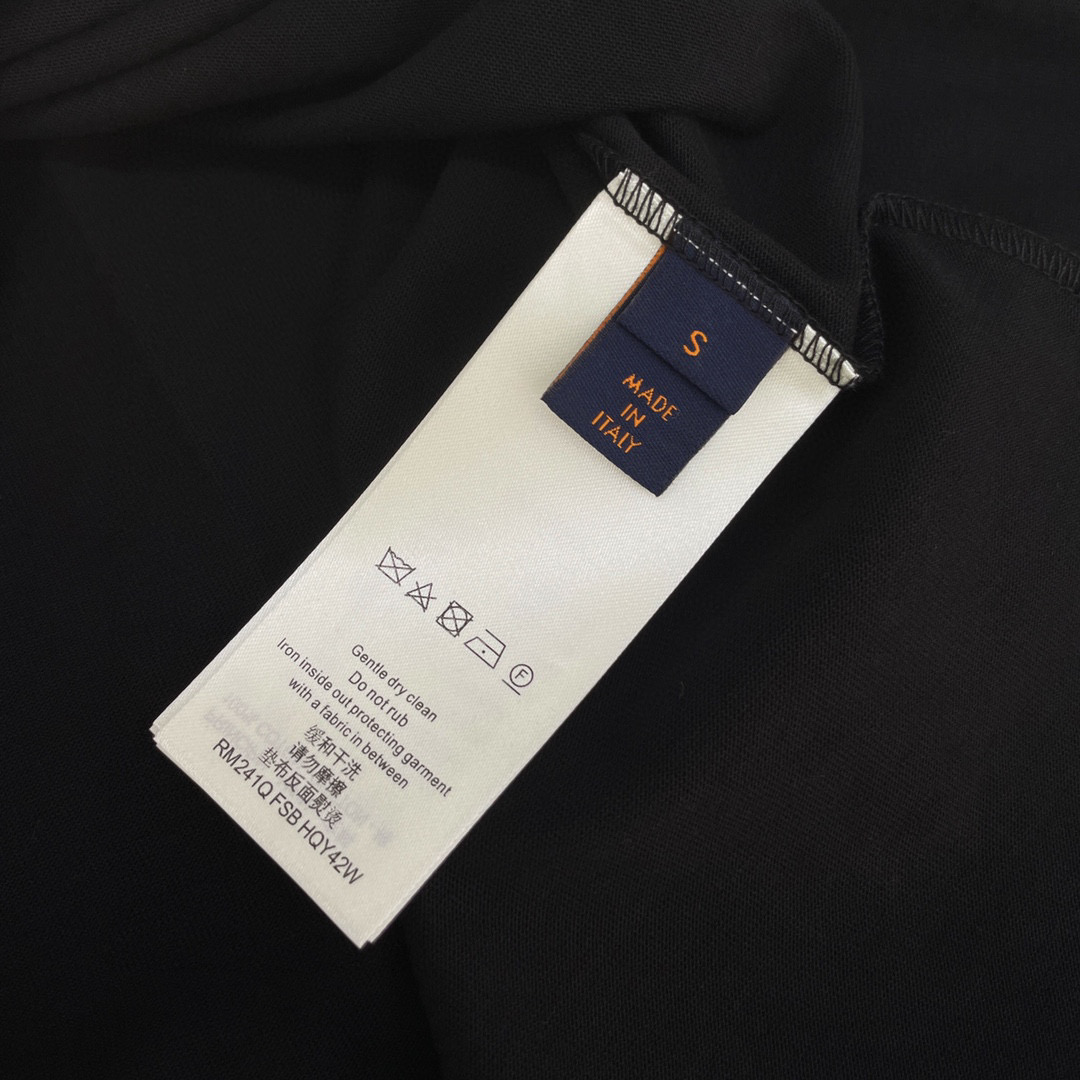 S
MADE
IN
ITALY
F
Gentle dry clean
Do not rub
Iron inside out protecting garment
with a fabric in between
缓和干洗
请勿摩擦
垫布反面熨烫
RM241Q FSB HQY42W